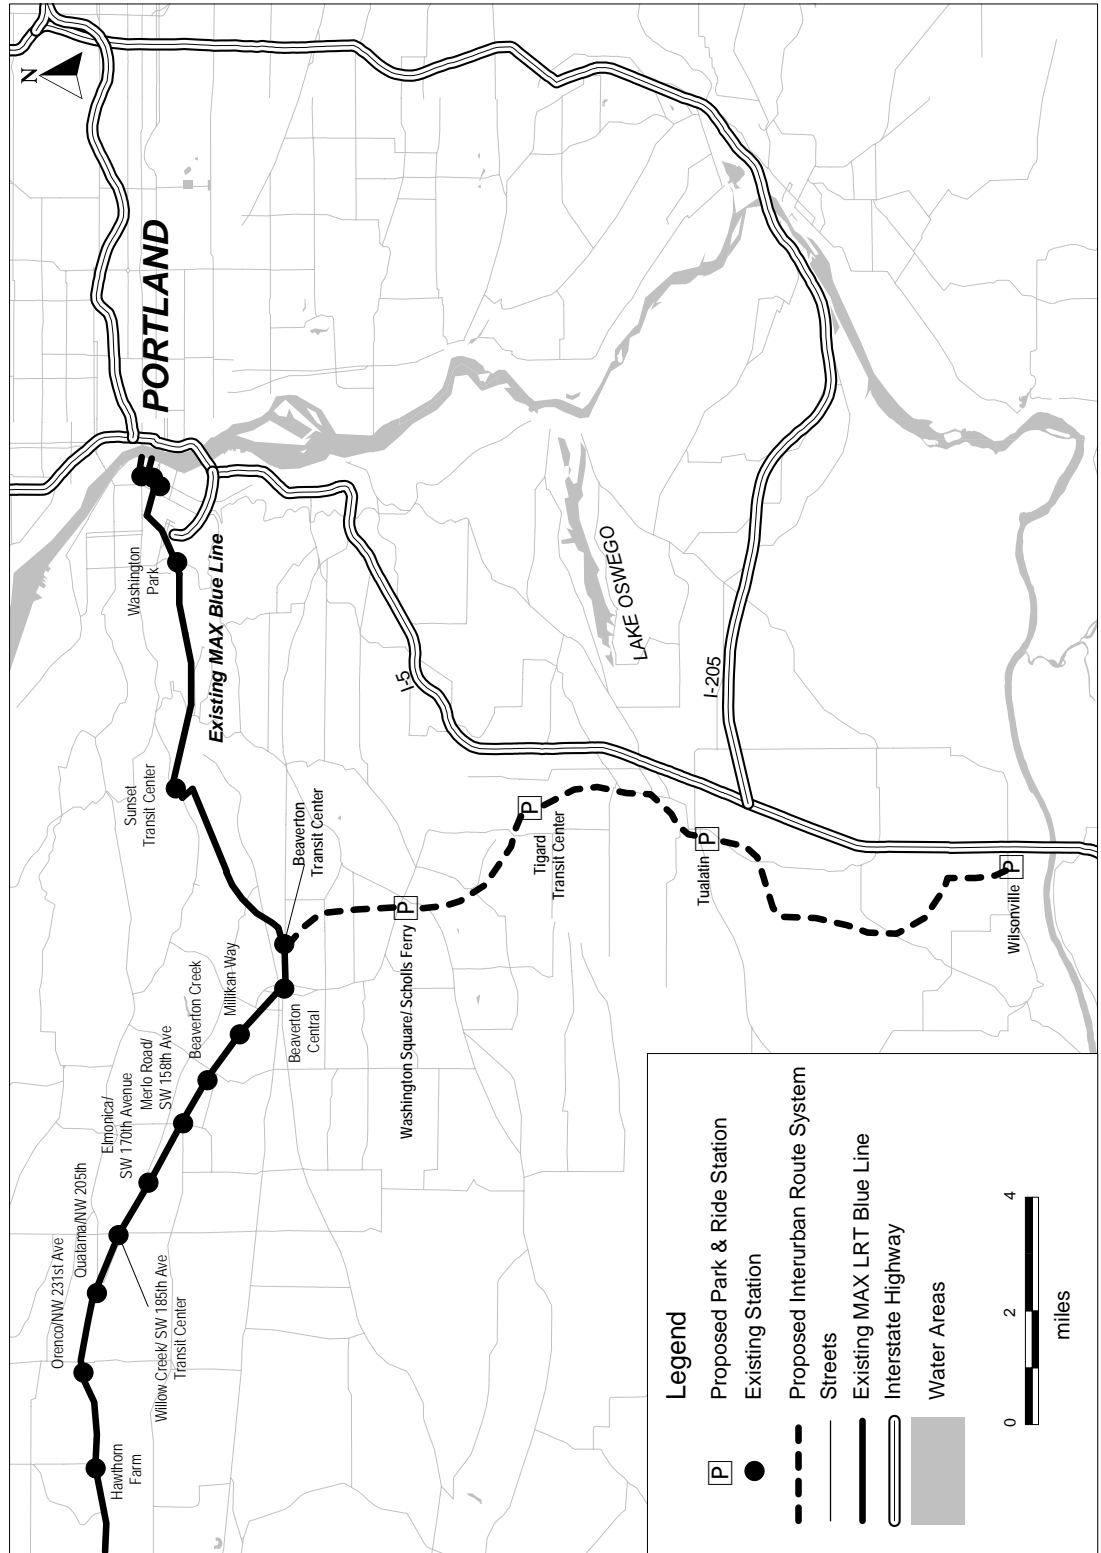 N
PORTLAND
Existing MAX Blue Line
Washington
Park
Sunset
Transit Center
Beaverton
Transit Center
Beaverton
Central
Millikan Way
Beaverton Creek
Merlo Road/
SW 158th Ave
Elmonica/
SW 170th Avenue
Willow Creek/ SW 185th Ave
Transit Center
Quatama/NW 205th
Orenco/NW 231st Ave
Hawthorn
Farm
P
Washington Square/ Scholls Ferry
P
Tigard
Transit Center
P
Tualatin
P
Wilsonville
I-5
I-205
LAKE OSWEGO
Legend
P
Proposed Park & Ride Station
Existing Station
Proposed Interurban Route System
Streets
Existing MAX LRT Blue Line
Interstate Highway
Water Areas
0 2 4
miles